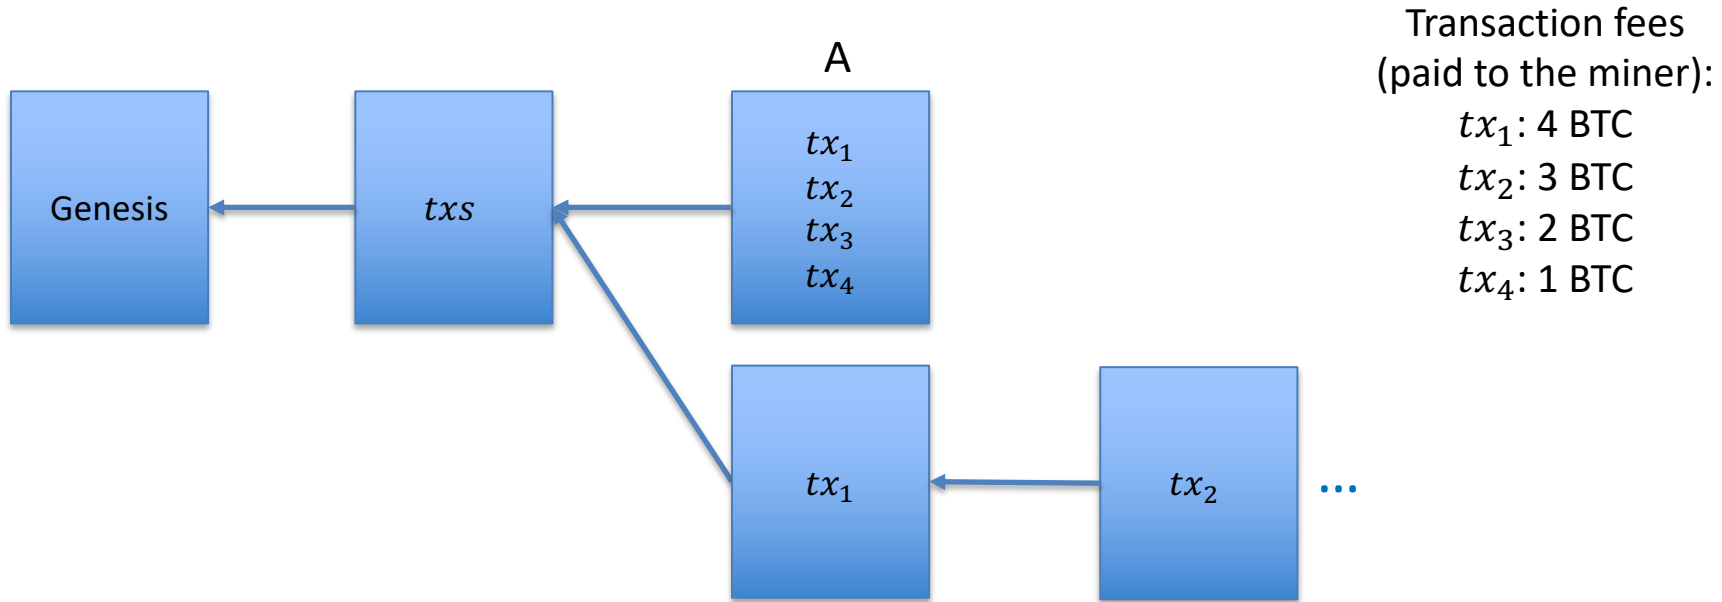 Transaction fees
(paid to the miner):
tx₁: 4 BTC
tx₂: 3 BTC
tx₃: 2 BTC
tx₄: 1 BTC
A
Genesis
txs
tx₁
tx₂
tx₃
tx₄
tx₁
tx₂
...